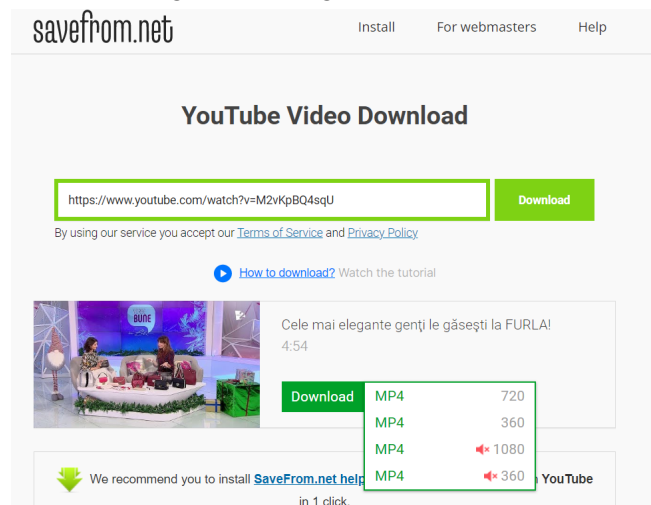 savefrom.net
Install For webmasters Help
YouTube Video Download
https://www.youtube.com/watch?v=M2vKpBQ4sqU
Download
By using our service you accept our Terms of Service and Privacy Policy
How to download? Watch the tutorial
BUNE
Cele mai elegante genți le găsești la FURLA!
4:54
Download
MP4 720
MP4 360
MP4 1080
MP4 360
We recommend you to install SaveFrom.net help YouTube
in 1 click.